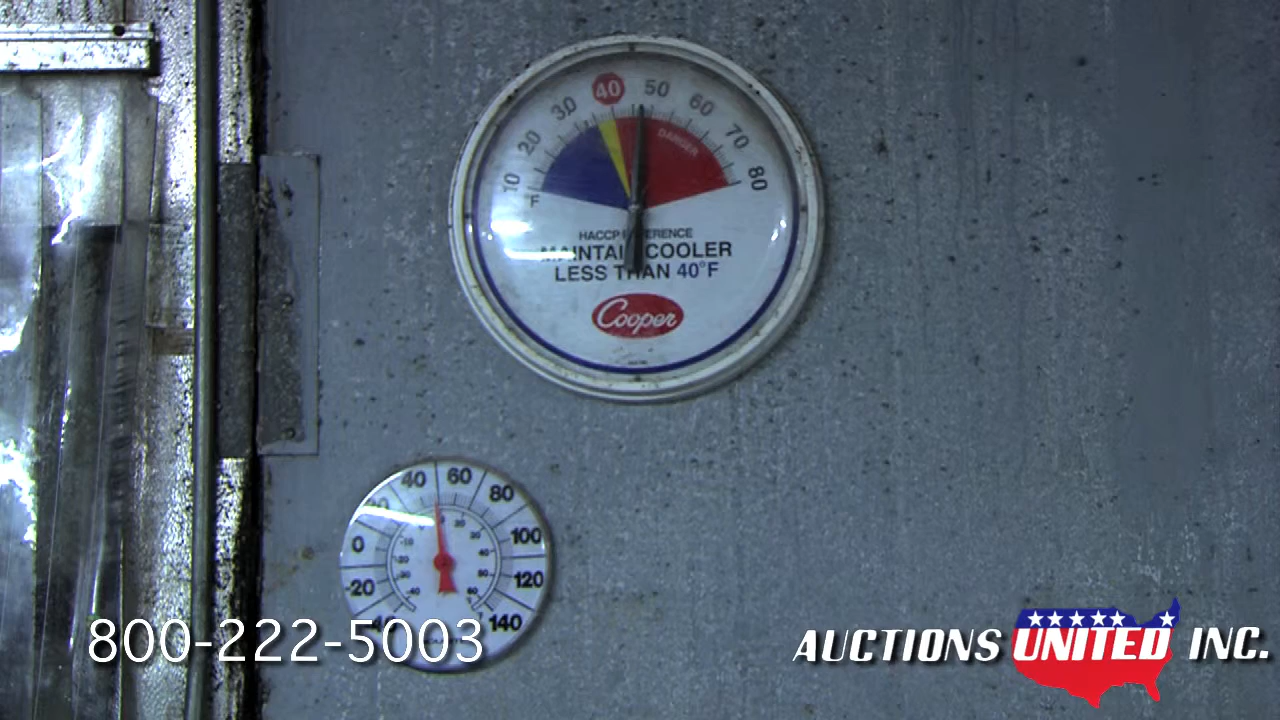 10 20 30 40 50 60 70 80
F
DANGER
HACCP REFERENCE
MAINTAIN COOLER
LESS THAN 40°F
Cooper
-20 0 20 40 60 80 100 120 140
800-222-5003
AUCTIONS UNITED INC.